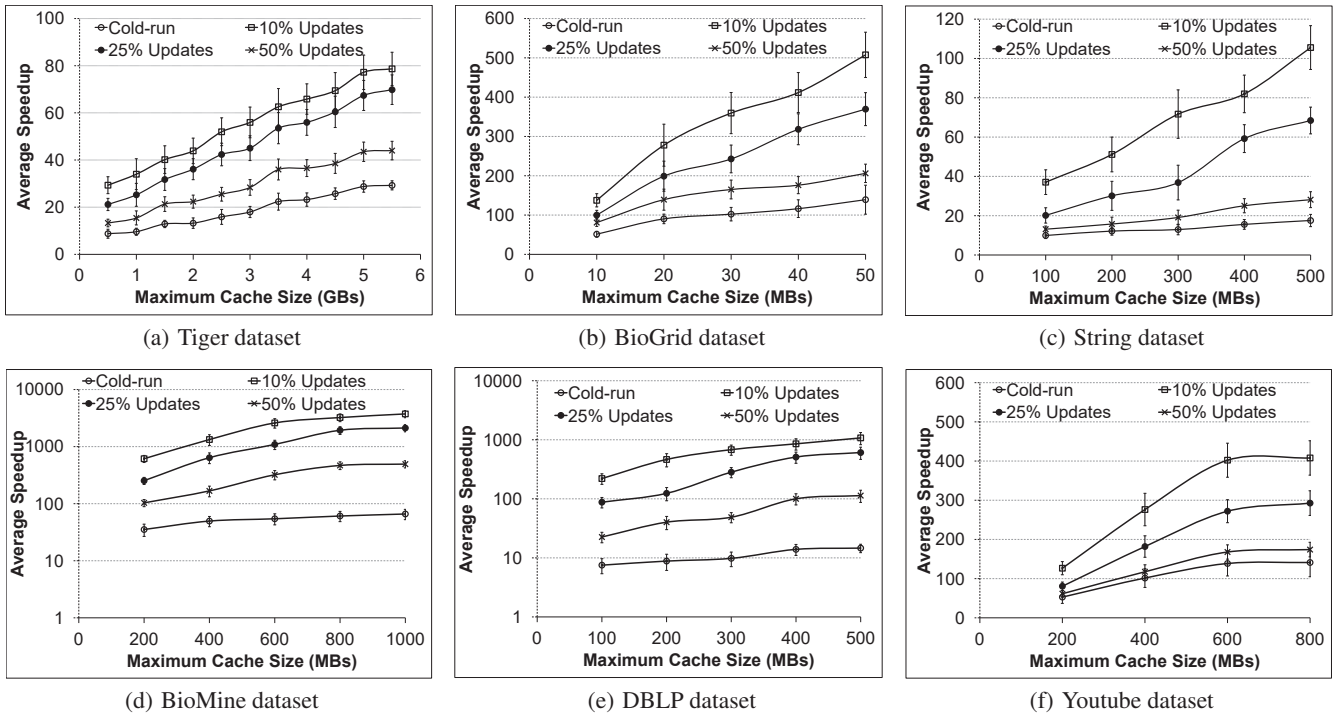 Cold-run
10% Updates
25% Updates
50% Updates
Average Speedup
100
80
60
40
20
0
0 1 2 3 4 5 6
Maximum Cache Size (GBs)
(a) Tiger dataset
Cold-run
10% Updates
25% Updates
50% Updates
Average Speedup
600
500
400
300
200
100
0
0 10 20 30 40 50
Maximum Cache Size (MBs)
(b) BioGrid dataset
Cold-run
10% Updates
25% Updates
50% Updates
Average Speedup
120
100
80
60
40
20
0
0 100 200 300 400 500
Maximum Cache Size (MBs)
(c) String dataset
Cold-run
10% Updates
25% Updates
50% Updates
Average Speedup
10000
1000
100
10
1
0 200 400 600 800 1000
Maximum Cache Size (MBs)
(d) BioMine dataset
Cold-run
10% Updates
25% Updates
50% Updates
Average Speedup
10000
1000
100
10
1
0 100 200 300 400 500
Maximum Cache Size (MBs)
(e) DBLP dataset
Cold-run
10% Updates
25% Updates
50% Updates
Average Speedup
600
500
400
300
200
100
0
0 200 400 600 800
Maximum Cache Size (MBs)
(f) Youtube dataset